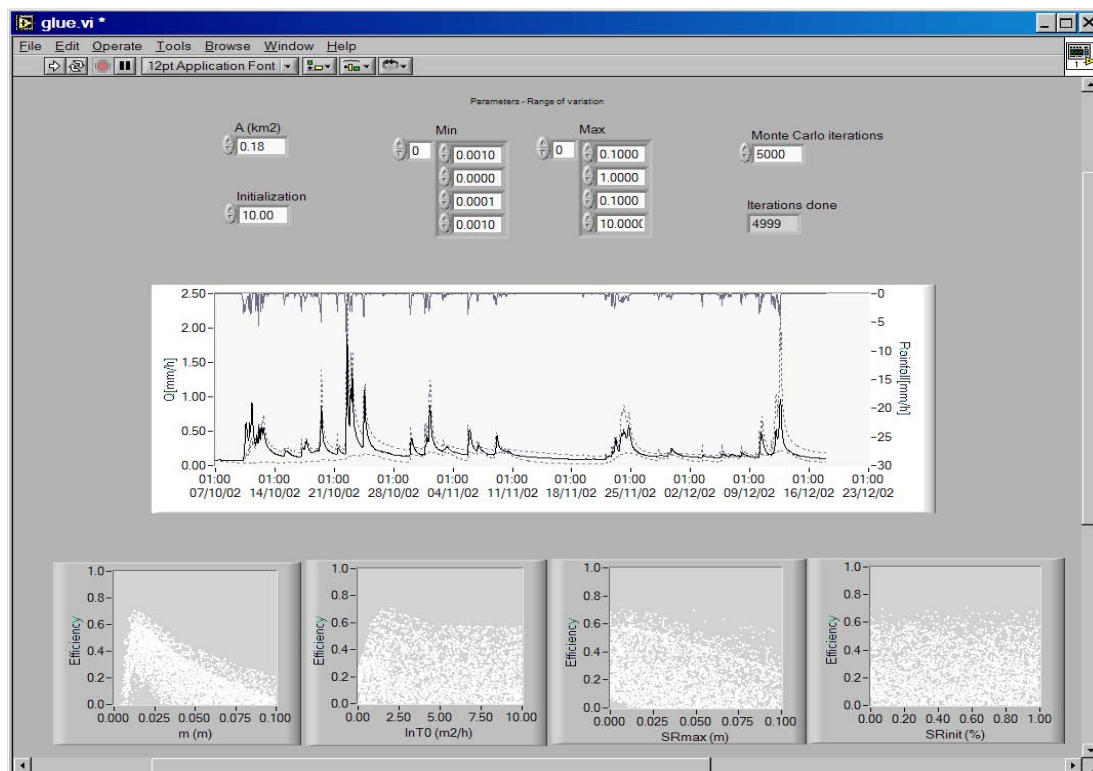 glue.vi *
File Edit Operate Tools Browse Window Help
12pt Application Font
1
Parameters - Range of variation
A (km2)
0.18
Initialization
10.00
Min
0
0.0010
0.0000
0.0001
0.0010
Max
0
0.1000
1.0000
0.1000
10.000
Monte Carlo iterations
5000
Iterations done
4999
Q[mm/h]
2.50
2.00
1.50
1.00
0.50
0.00
Rainfall[mm/h]
-0
-5
-10
-15
-20
-25
-30
01:00 01:00 01:00 01:00 01:00 01:00 01:00 01:00 01:00 01:00 01:00 01:00
07/10/02 14/10/02 21/10/02 28/10/02 04/11/02 11/11/02 18/11/02 25/11/02 02/12/02 09/12/02 16/12/02 23/12/02
Efficiency
1.0
0.8
0.6
0.4
0.2
0.0
0.000 0.025 0.050 0.075 0.100
m (m)
Efficiency
1.0
0.8
0.6
0.4
0.2
0.0
0.00 2.50 5.00 7.50 10.00
lnT0 (m2/h)
Efficiency
1.0
0.8
0.6
0.4
0.2
0.0
0.000 0.025 0.050 0.075 0.100
SRmax (m)
Efficiency
1.0
0.8
0.6
0.4
0.2
0.0
0.00 0.20 0.40 0.60 0.80 1.00
SRinit (%)